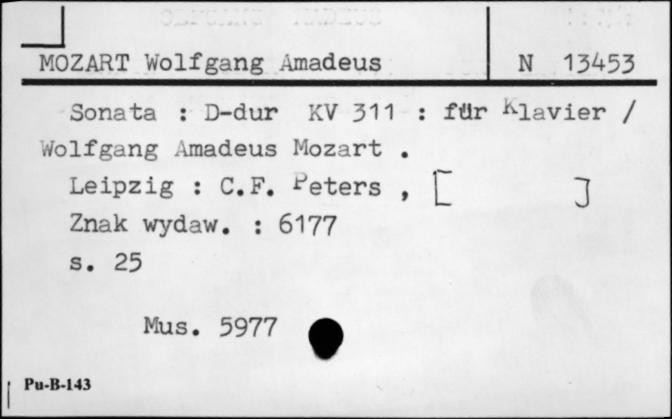 MOZART Wolfgang Amadeus N 13453
Sonata : D-dur KV 311 : für Klavier /
Wolfgang Amadeus Mozart .
Leipzig : C.F. Peters , [ ]
Znak wydaw. : 6177
s. 25
Mus. 5977
Pu-B-143